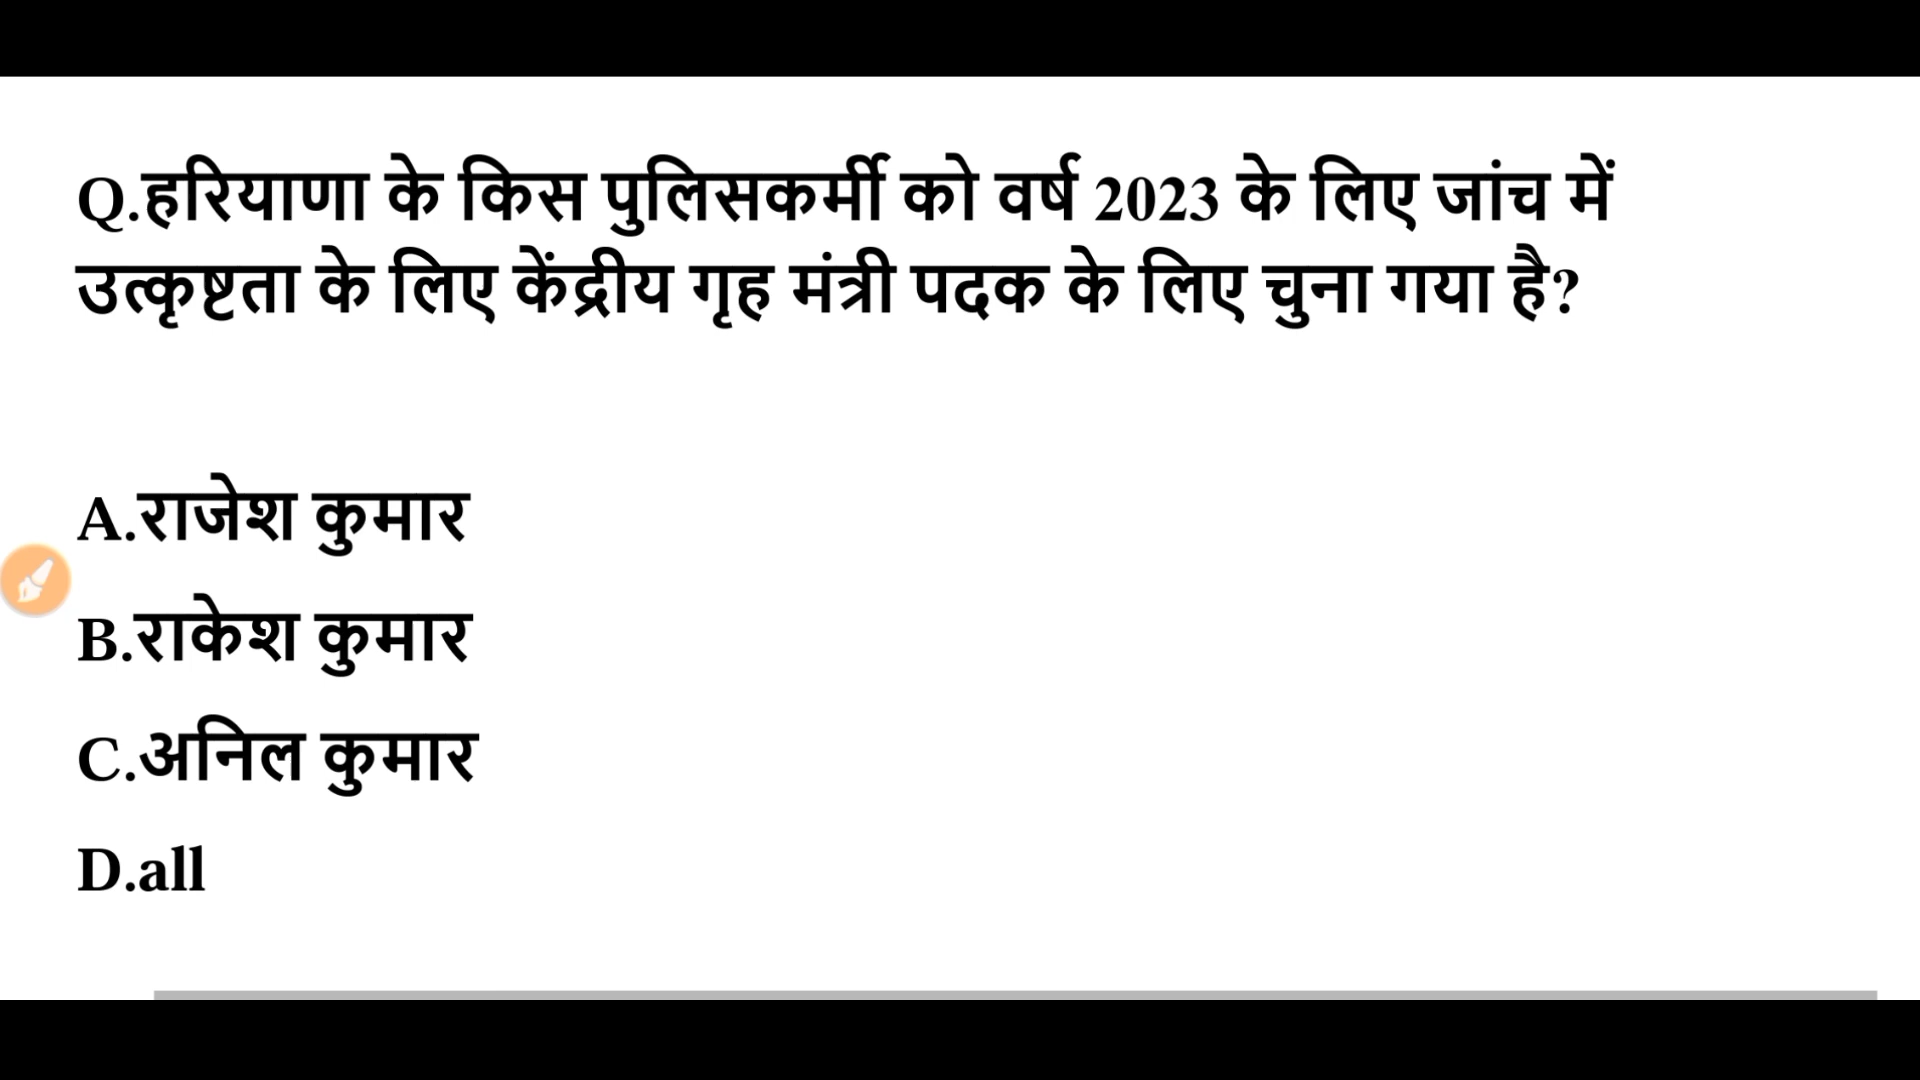 Q.हरियाणा के किस पुलिसकर्मी को वर्ष 2023 के लिए जांच में
उत्कृष्टता के लिए केंद्रीय गृह मंत्री पदक के लिए चुना गया है?
A.राजेश कुमार
B.राकेश कुमार
C.अनिल कुमार
D.all